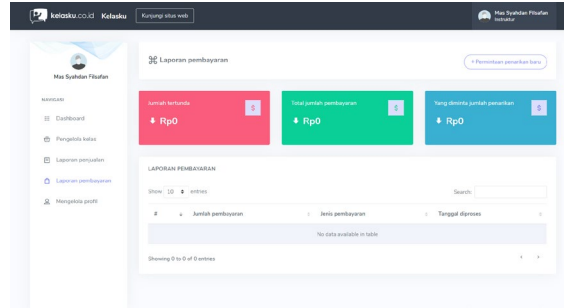 kelasku.co.id Kelasku Kunjungi situs web
Mas Syahdan Filsafan
Instruktur
Mas Syahdan Filsafan
NAVIGASI
Dashboard
Pengelola kelas
Laporan penjualan
Laporan pembayaran
Mengelola profil
Laporan pembayaran
+ Permintaan penarikan baru
Jumlah tertunda
Rp0
Total jumlah pembayaran
Rp0
Yang diminta jumlah penarikan
Rp0
LAPORAN PEMBAYARAN
Show 10 entries
Search:
# Jumlah pembayaran Jenis pembayaran Tanggal diproses
No data available in table
Showing 0 to 0 of 0 entries